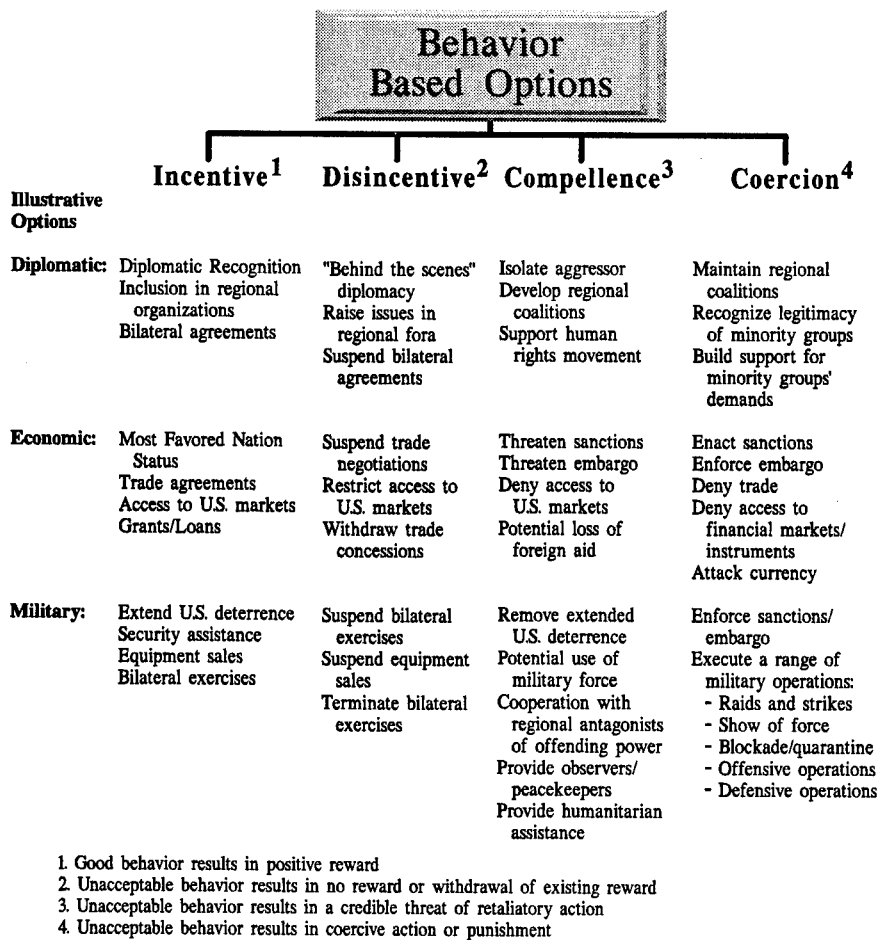 Behavior
Based Options
Incentive1
Disincentive2
Compellence3
Coercion4
Illustrative
Options
Diplomatic:
Diplomatic Recognition
Inclusion in regional
organizations
Bilateral agreements
"Behind the scenes"
diplomacy
Raise issues in
regional fora
Suspend bilateral
agreements
Isolate aggressor
Develop regional
coalitions
Support human
rights movement
Maintain regional
coalitions
Recognize legitimacy
of minority groups
Build support for
minority groups'
demands
Economic:
Most Favored Nation
Status
Trade agreements
Access to U.S. markets
Grants/Loans
Suspend trade
negotiations
Restrict access to
U.S. markets
Withdraw trade
concessions
Threaten sanctions
Threaten embargo
Deny access to
U.S. markets
Potential loss of
foreign aid
Enact sanctions
Enforce embargo
Deny trade
Deny access to
financial markets/
instruments
Attack currency
Military:
Extend U.S. deterrence
Security assistance
Equipment sales
Bilateral exercises
Suspend bilateral
exercises
Suspend equipment
sales
Terminate bilateral
exercises
Remove extended
U.S. deterrence
Potential use of
military force
Cooperation with
regional antagonists
of offending power
Provide observers/
peacekeepers
Provide humanitarian
assistance
Enforce sanctions/
embargo
Execute a range of
military operations:
- Raids and strikes
- Show of force
- Blockade/quarantine
- Offensive operations
- Defensive operations
1. Good behavior results in positive reward
2. Unacceptable behavior results in no reward or withdrawal of existing reward
3. Unacceptable behavior results in a credible threat of retaliatory action
4. Unacceptable behavior results in coercive action or punishment